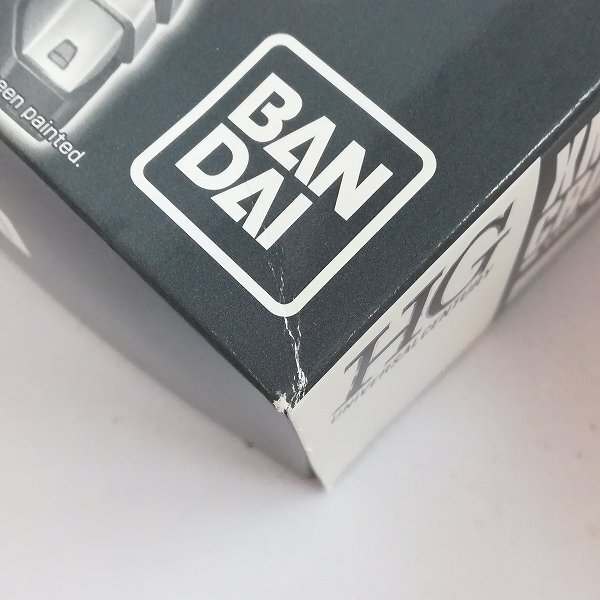 een painted.
BAN
DAI
HG
UNIVERSAL CENTURY